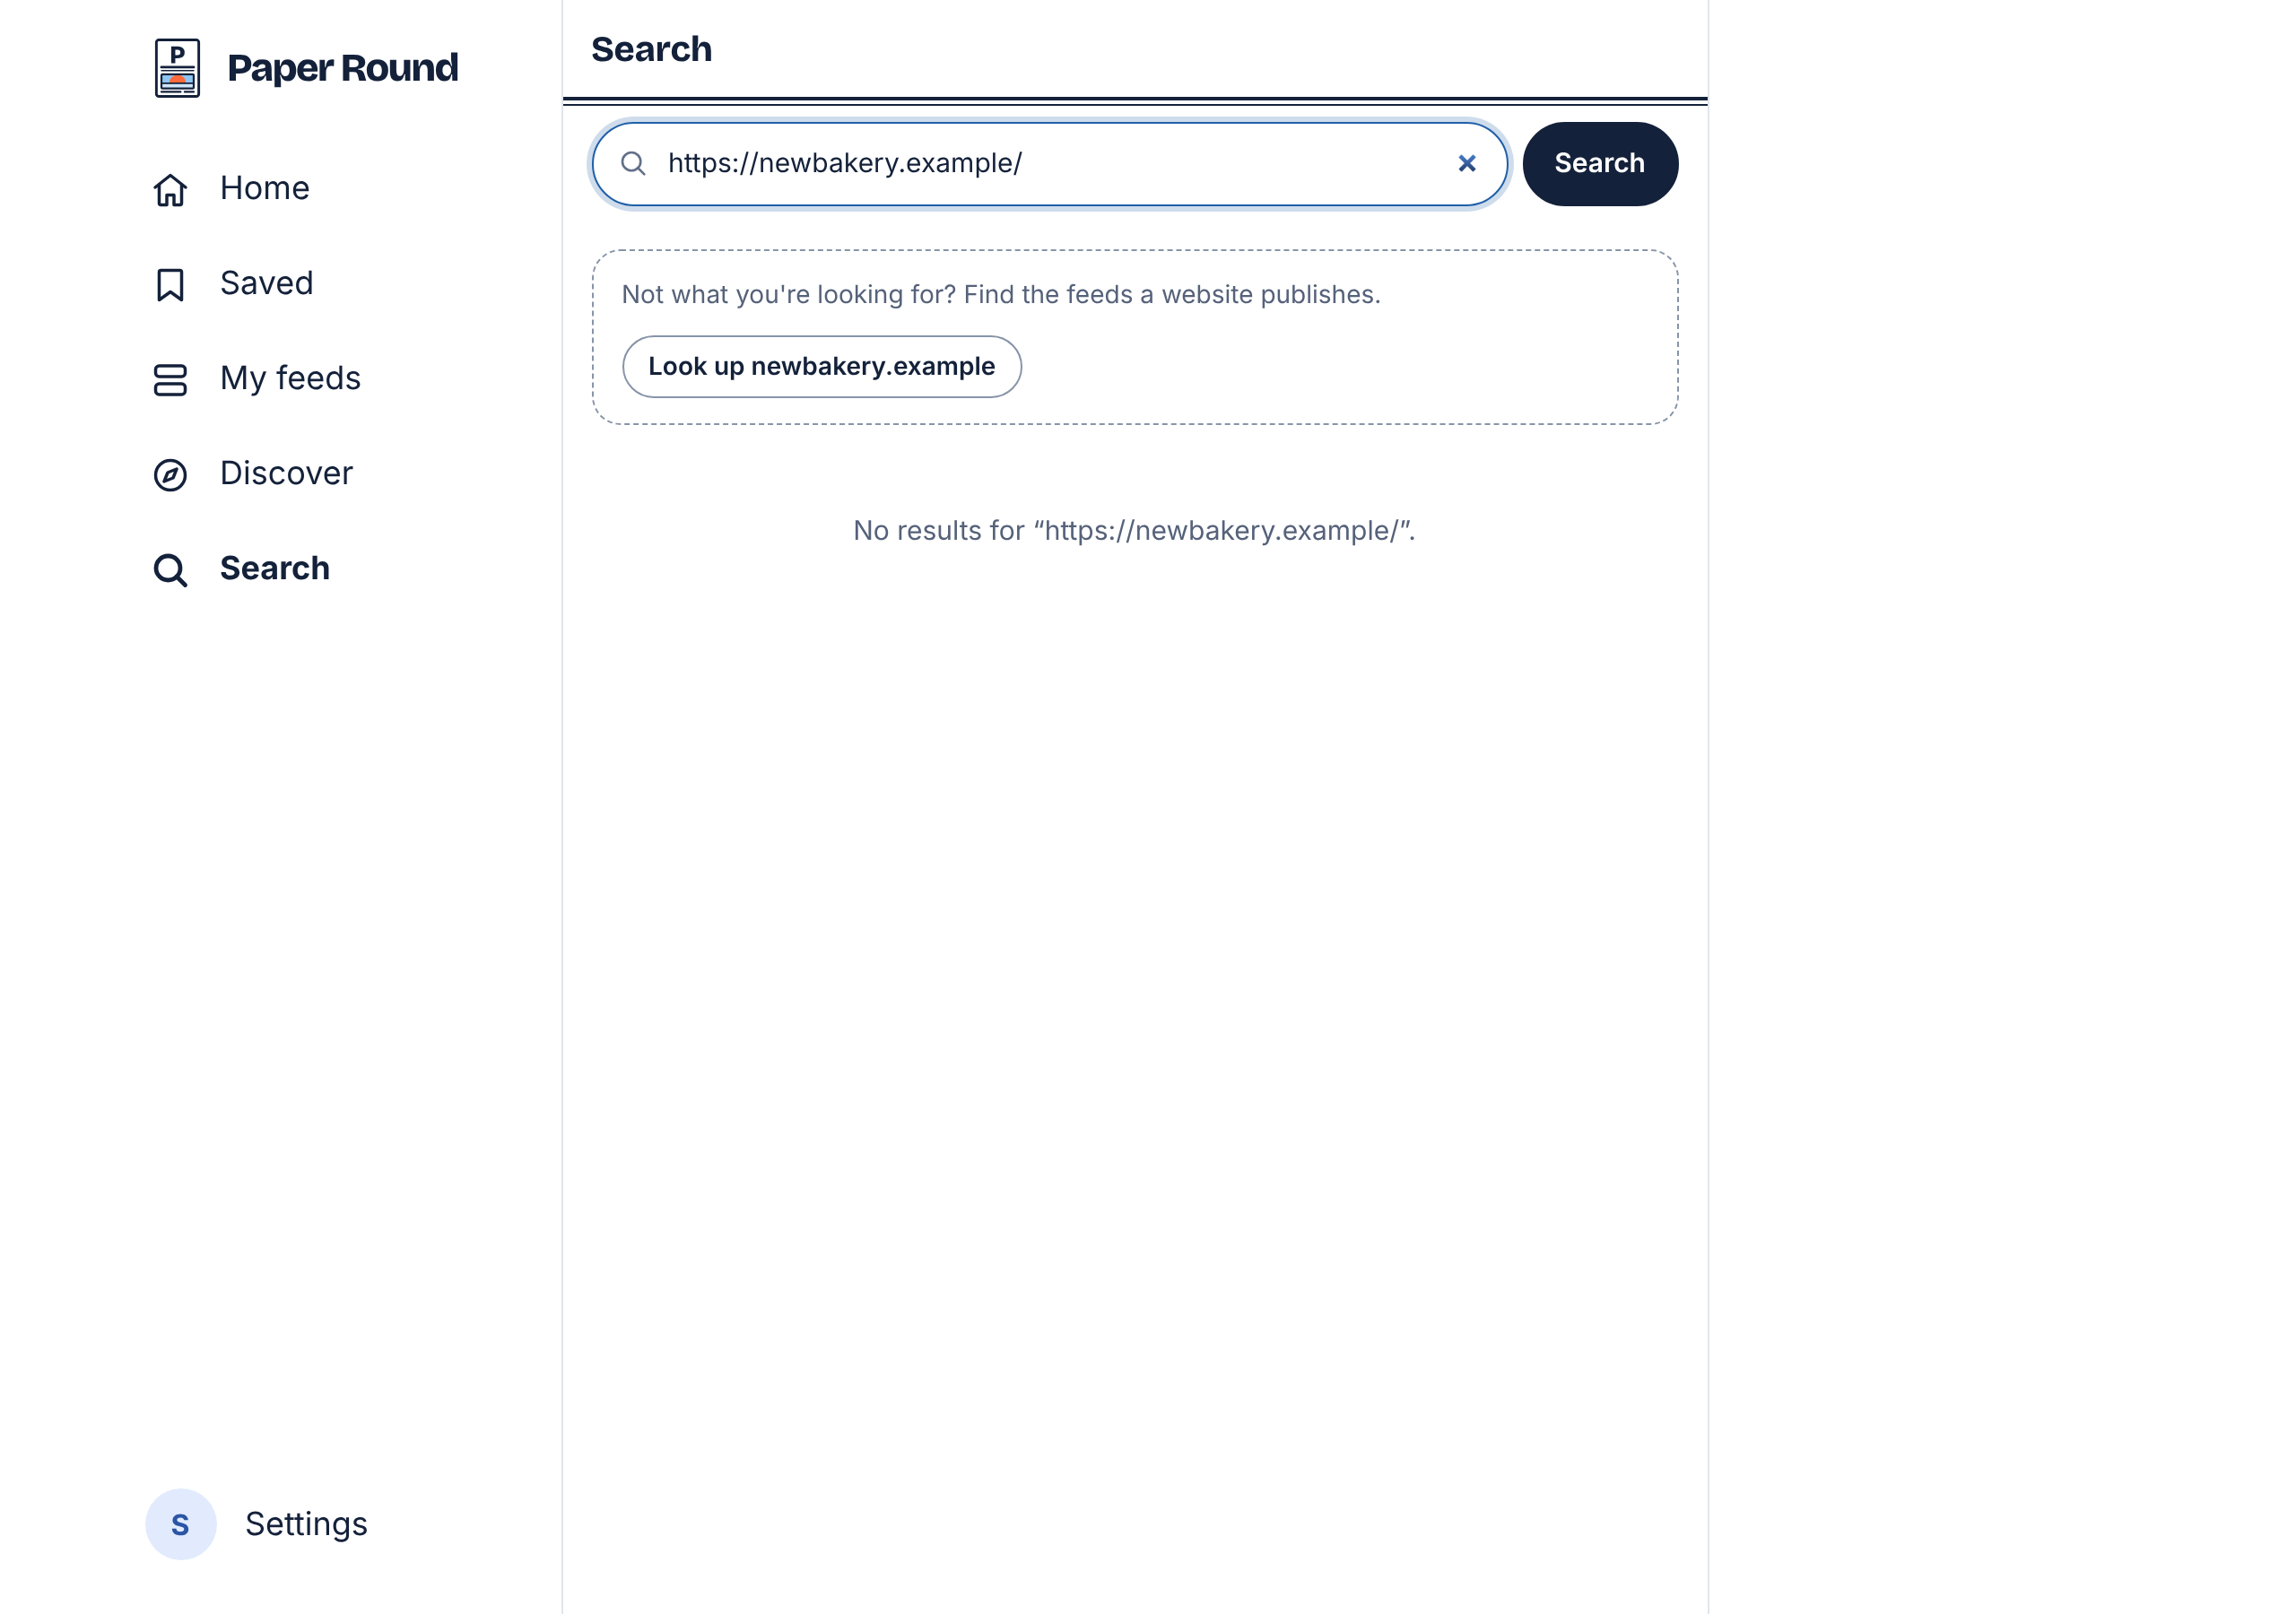 P
Paper Round
Home
Saved
My feeds
Discover
Search
S
Settings
Search
https://newbakery.example/
Search
Not what you're looking for? Find the feeds a website publishes.
Look up newbakery.example
No results for “https://newbakery.example/”.